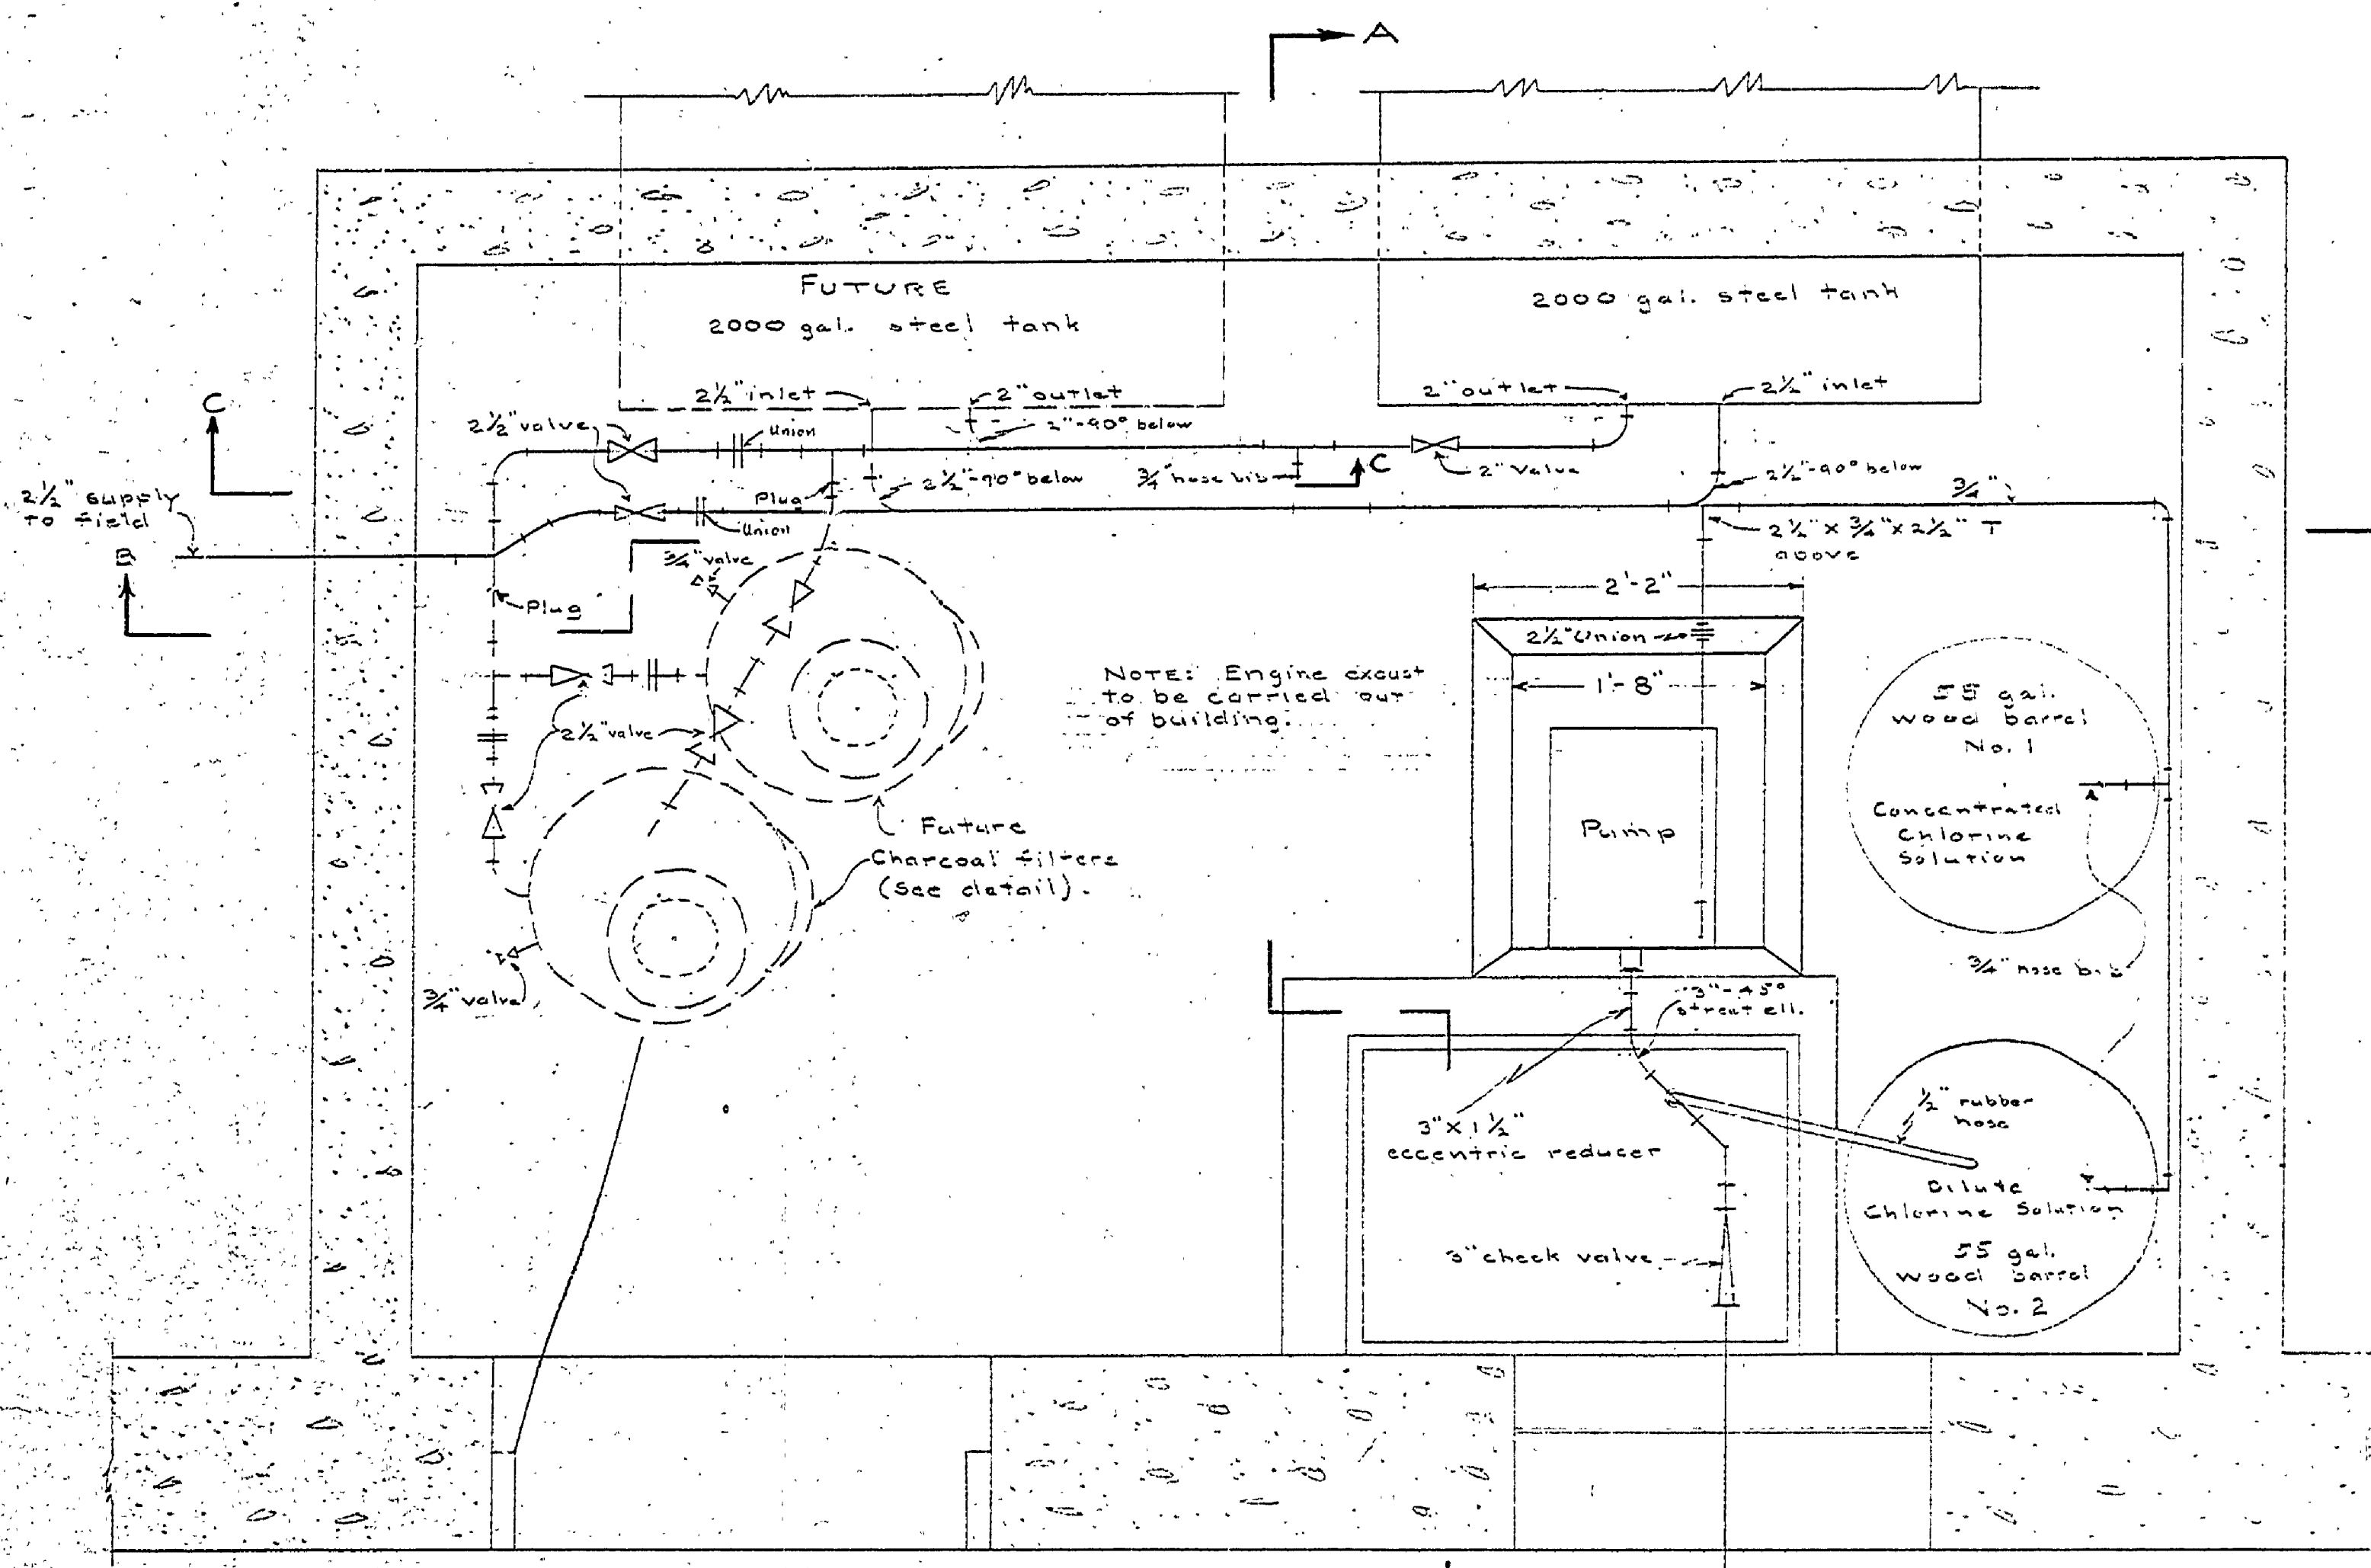 A
FUTURE
2000 gal. steel tank
2000 gal. steel tank
2½" inlet
2" outlet
2" outlet
2½" inlet
C
2½" valve
Union
2"-90° below
¾" hose bib
C
2" Valve
2½"-90° below
¾"
2½" supply
to field
Plug
2½"-90° below
Union
2½" x ¾" x 2½" T
above
B
¾" valve
Plug
2'-2"
2½" Union
1'-8"
NOTE: Engine exaust
to be carried out
of building.
55 gal.
wood barrel
No. 1
Concentrated
Chlorine
Solution
2½" valve
Pump
Future
Charcoal filters
(see detail).
¾" hose bib
¾" valve
3"-45°
street ell.
½" rubber
hose
3" x 1½"
eccentric reducer
Dilute
Chlorine Solution
55 gal.
wood barrel
No. 2
3" check valve